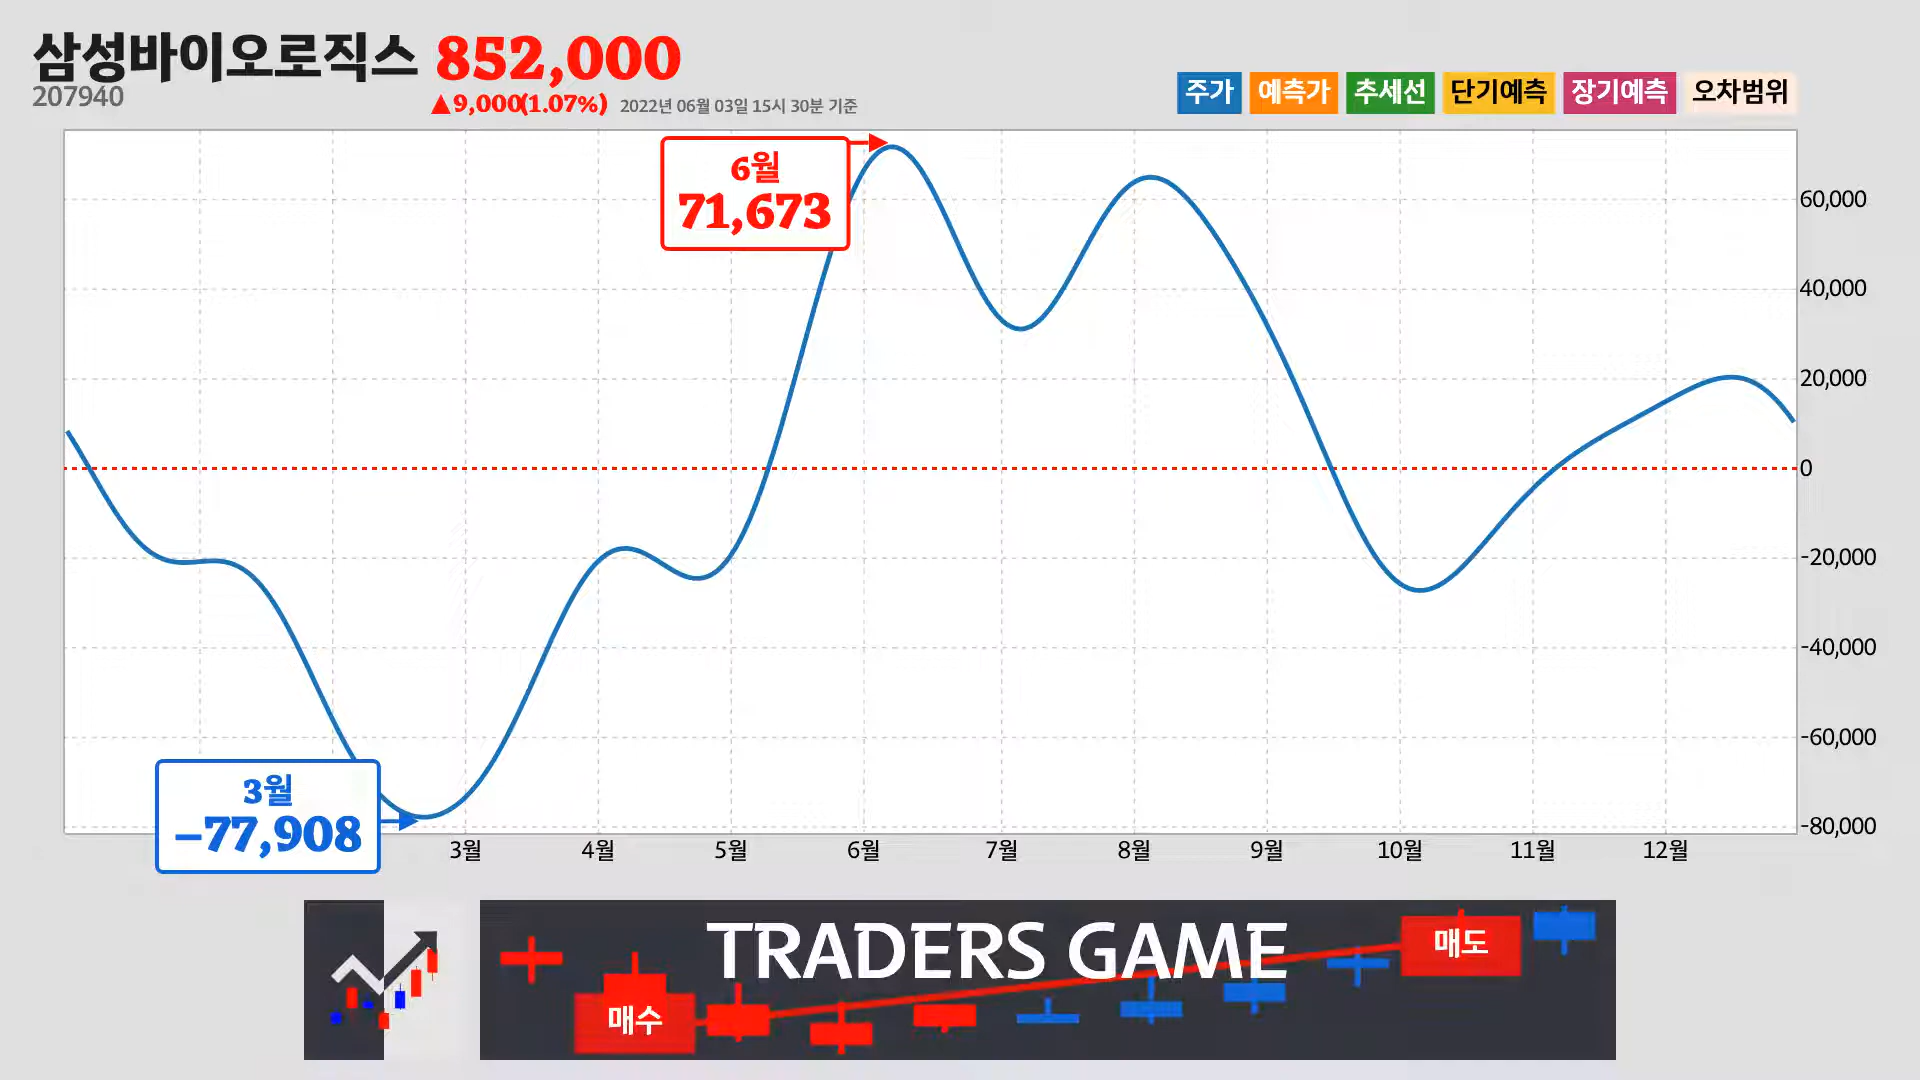 삼성바이오로직스 852,000
207940
▲9,000(1.07%) 2022년 06월 03일 15시 30분 기준
주가 예측가 추세선 단기예측 장기예측 오차범위
6월
71,673
60,000
40,000
20,000
0
-20,000
-40,000
-60,000
-80,000
3월
-77,908
3월 4월 5월 6월 7월 8월 9월 10월 11월 12월
TRADERS GAME
매수
매도